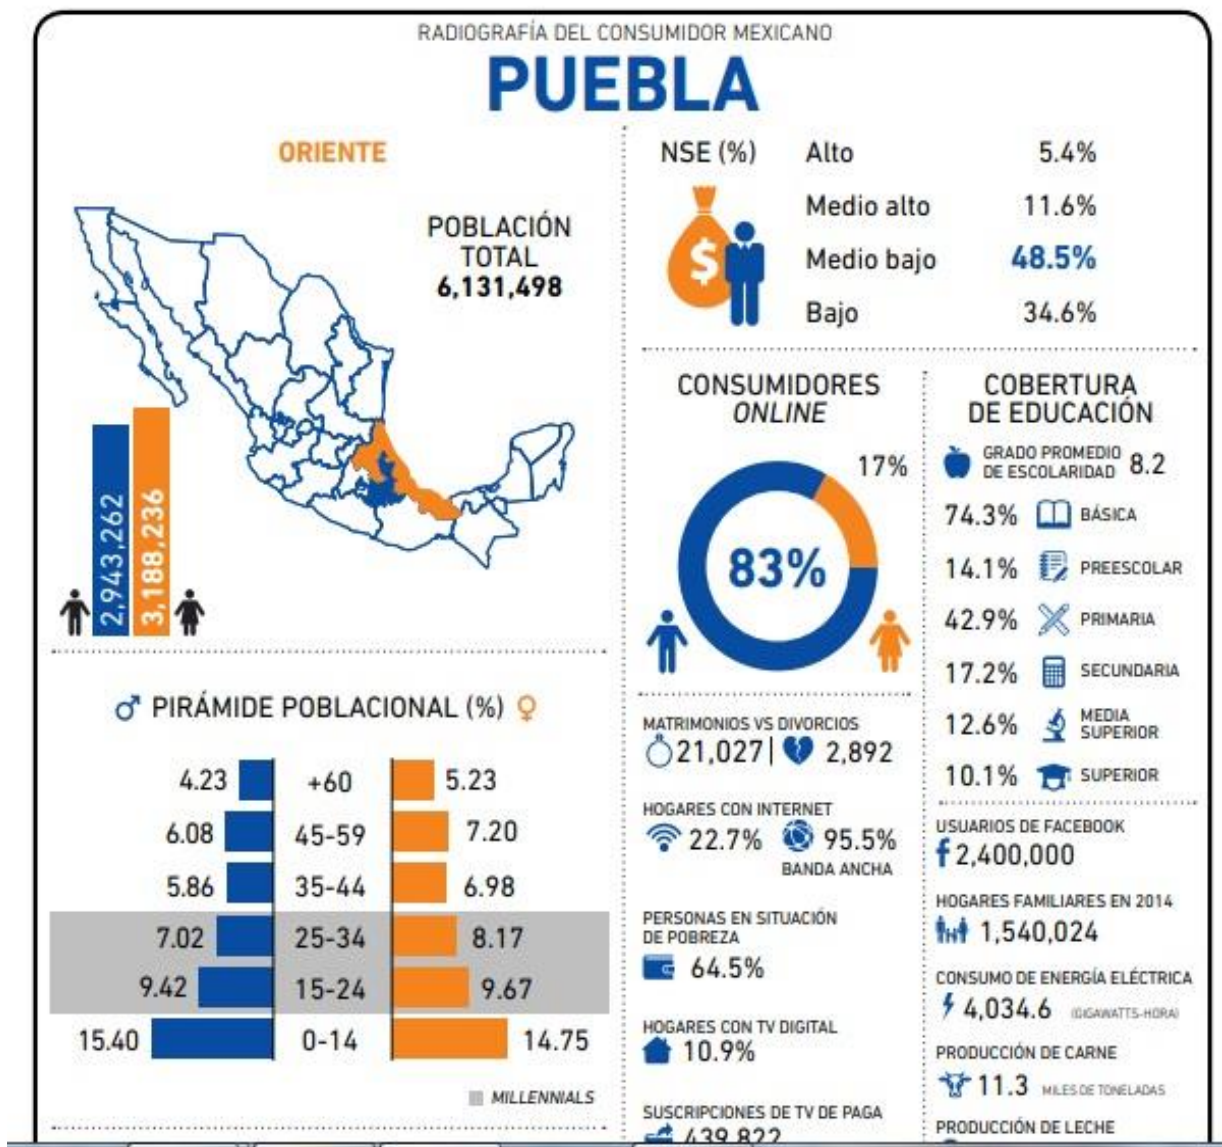 RADIOGRAFÍA DEL CONSUMIDOR MEXICANO
PUEBLA
ORIENTE
POBLACIÓN
TOTAL
6,131,498
2,943,262
3,188,236
NSE (%)
Alto 5.4%
Medio alto 11.6%
Medio bajo 48.5%
Bajo 34.6%
$
CONSUMIDORES
ONLINE
17%
83%
COBERTURA
DE EDUCACIÓN
GRADO PROMEDIO
DE ESCOLARIDAD 8.2
74.3% BÁSICA
14.1% PREESCOLAR
42.9% PRIMARIA
17.2% SECUNDARIA
12.6% MEDIA
SUPERIOR
10.1% SUPERIOR
♂ PIRÁMIDE POBLACIONAL (%) ♀
4.23 +60 5.23
6.08 45-59 7.20
5.86 35-44 6.98
7.02 25-34 8.17
9.42 15-24 9.67
15.40 0-14 14.75
MILLENNIALS
MATRIMONIOS VS DIVORCIOS
21,027| 2,892
HOGARES CON INTERNET
22.7% 95.5%
BANDA ANCHA
PERSONAS EN SITUACIÓN
DE POBREZA
64.5%
HOGARES CON TV DIGITAL
10.9%
SUSCRIPCIONES DE TV DE PAGA
439,822
USUARIOS DE FACEBOOK
f 2,400,000
HOGARES FAMILIARES EN 2014
1,540,024
CONSUMO DE ENERGÍA ELÉCTRICA
4,034.6 (GIGAWATTS-HORA)
PRODUCCIÓN DE CARNE
11.3 MILES DE TONELADAS
PRODUCCIÓN DE LECHE